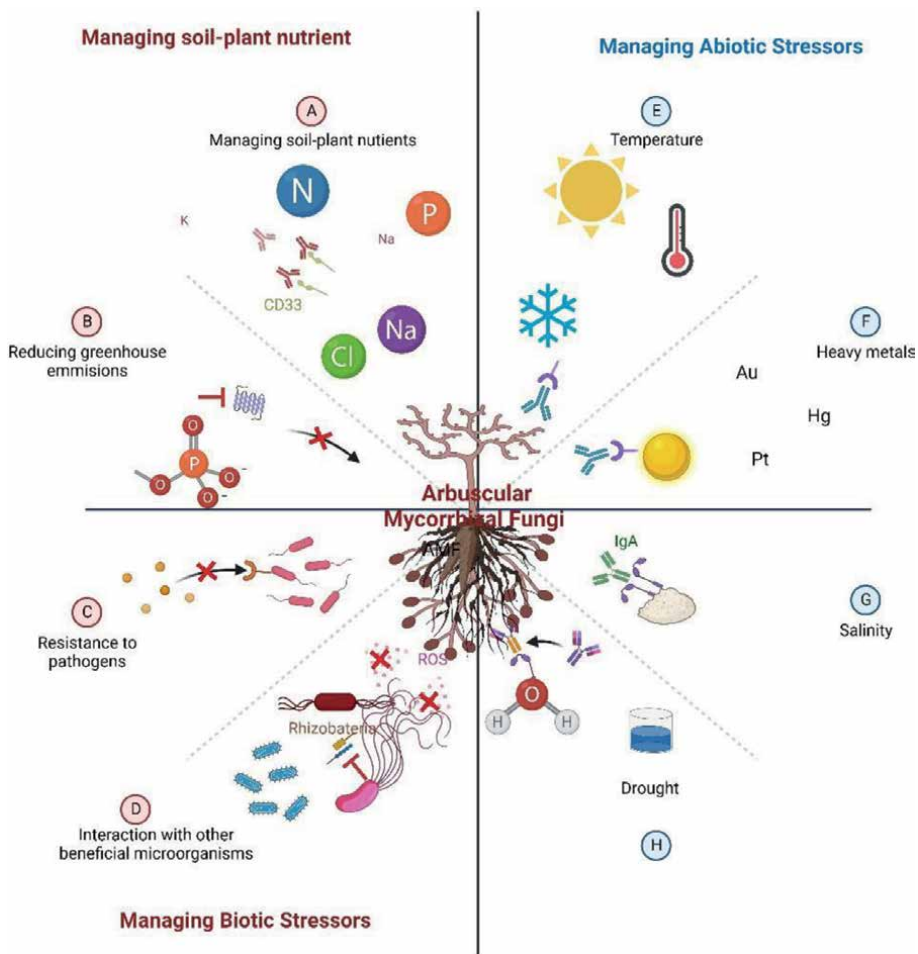 Managing soil-plant nutrient
Managing Abiotic Stressors
A
Managing soil-plant nutients
N
P
K
Na
CD33
Na
Cl
B
Reducing greenhouse
emmisions
O
P
O
O
O
-
-
E
Temperature
F
Heavy metals
Au
Hg
Pt
Arbuscular
Mycorrhizal Fungi
AMF
C
Resistance to
pathogens
ROS
Rhizobateria
D
Interaction with other
beneficial microorganisms
Managing Biotic Stressors
IgA
G
Salinity
O
H
H
Drought
H